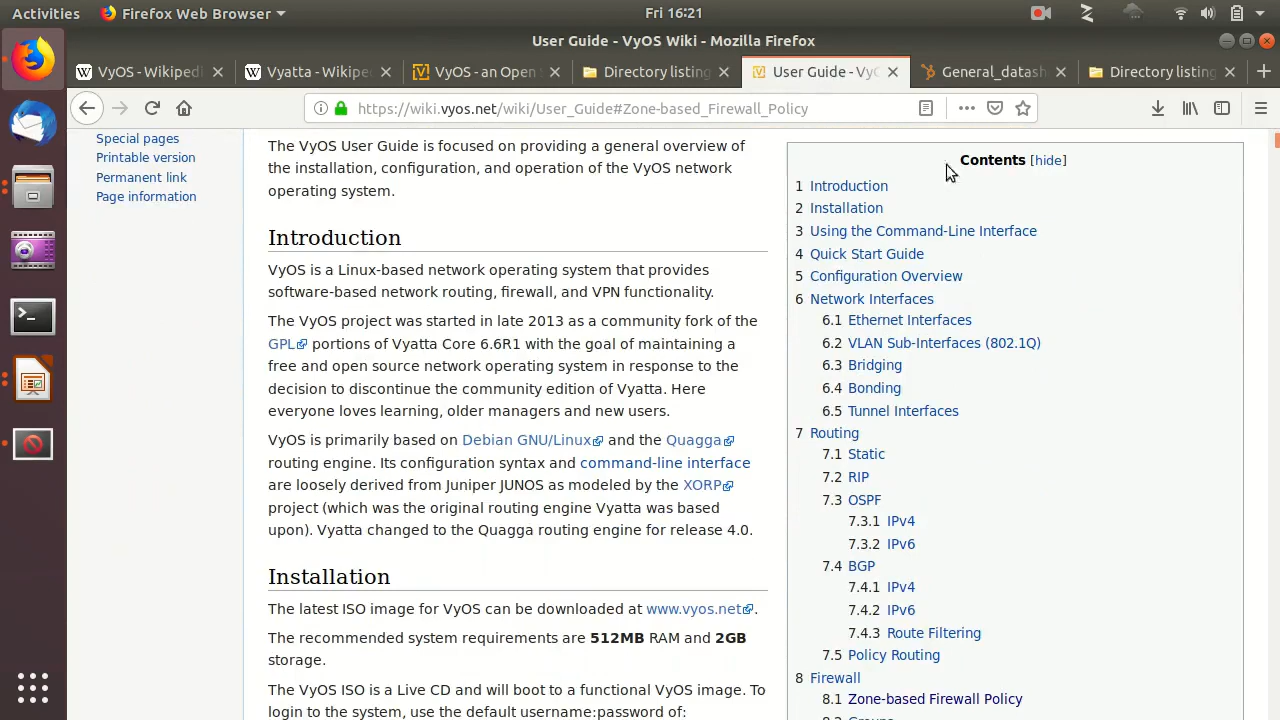 Activities
Firefox Web Browser
Fri 16:21
User Guide - VyOS Wiki - Mozilla Firefox
VyOS - Wikiped
Vyatta - Wikipe
VyOS - an Open
Directory listing
User Guide - VyO
General_datash
Directory listing
https://wiki.vyos.net/wiki/User_Guide#Zone-based_Firewall_Policy
Special pages
Printable version
Permanent link
Page information
The VyOS User Guide is focused on providing a general overview of
the installation, configuration, and operation of the VyOS network
operating system.
Introduction
VyOS is a Linux-based network operating system that provides
software-based network routing, firewall, and VPN functionality.
The VyOS project was started in late 2013 as a community fork of the
GPL portions of Vyatta Core 6.6R1 with the goal of maintaining a
free and open source network operating system in response to the
decision to discontinue the community edition of Vyatta. Here
everyone loves learning, older managers and new users.
VyOS is primarily based on Debian GNU/Linux and the Quagga
routing engine. Its configuration syntax and command-line interface
are loosely derived from Juniper JUNOS as modeled by the XORP
project (which was the original routing engine Vyatta was based
upon). Vyatta changed to the Quagga routing engine for release 4.0.
Installation
The latest ISO image for VyOS can be downloaded at www.vyos.net.
The recommended system requirements are 512MB RAM and 2GB
storage.
The VyOS ISO is a Live CD and will boot to a functional VyOS image. To
login to the system, use the default username:password of:
Contents [hide]
1 Introduction
2 Installation
3 Using the Command-Line Interface
4 Quick Start Guide
5 Configuration Overview
6 Network Interfaces
6.1 Ethernet Interfaces
6.2 VLAN Sub-Interfaces (802.1Q)
6.3 Bridging
6.4 Bonding
6.5 Tunnel Interfaces
7 Routing
7.1 Static
7.2 RIP
7.3 OSPF
7.3.1 IPv4
7.3.2 IPv6
7.4 BGP
7.4.1 IPv4
7.4.2 IPv6
7.4.3 Route Filtering
7.5 Policy Routing
8 Firewall
8.1 Zone-based Firewall Policy